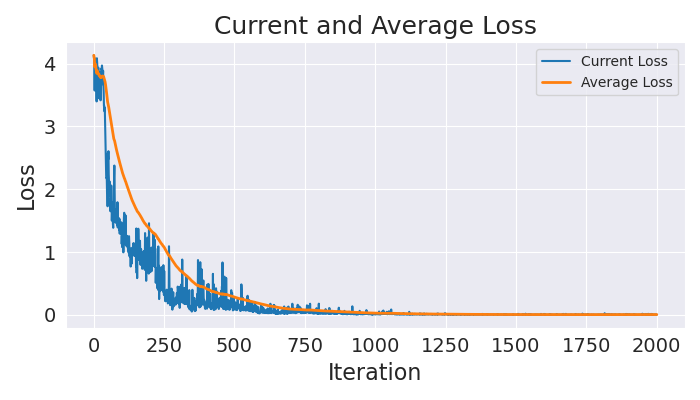 Current and Average Loss
Current Loss
Average Loss
4
3
2
1
0
Loss
0 250 500 750 1000 1250 1500 1750 2000
Iteration